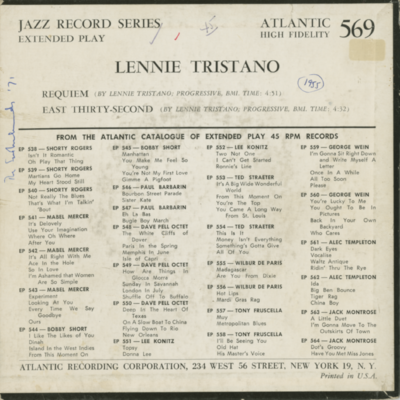 JAZZ RECORD SERIES
EXTENDED PLAY
ATLANTIC
HIGH FIDELITY
569
LENNIE TRISTANO
1955
REQUIEM (BY LENNIE TRISTANO; PROGRESSIVE, BMI. TIME: 4:51)
EAST THIRTY-SECOND (BY LENNIE TRISTANO; PROGRESSIVE, BMI. TIME: 4:32)
FROM THE ATLANTIC CATALOGUE OF EXTENDED PLAY 45 RPM RECORDS
EP 538 — SHORTY ROGERS
Isn't It Romantic
Oh Play That Thing
EP 539 — SHORTY ROGERS
Martians Go Home
My Heart Stood Still
EP 540 — SHORTY ROGERS
Not Really The Blues
"That's What I'm Talkin'"
EP 541 — MABEL MERCER
It's Delovely
Use Your Imagination
Where Oh Where
After You
EP 542 — MABEL MERCER
It's All Right With Me
Ace In the Hole
So In Love
I'm Ashamed that Women
Are So Simple
EP 543 — MABEL MERCER
Experiment
Looking At You
Every Time We Say
Goodbye
Ours
EP 544 — BOBBY SHORT
I Like The Likes of You
Dinah
Island In the West Indies
From This Moment On
EP 545 — BOBBY SHORT
Manhattan
You Make Me Feel So
Young
You're Not My First Love
Gimme A Pigfoot
EP 546 — PAUL BARBARIN
Bourbon Street Parade
Sister Kate
EP 547 — PAUL BARBARIN
Eh La Bas
Bugle Boy March
EP 548 — DAVE PELL OCTET
The White Cliffs of
Dover
Paris In the Spring
Memphis In June
Isle of Capri
EP 549 — DAVE PELL OCTET
How Are Things In
Glocca Morra
Sunday In Savannah
London In July
Shuffle Off To Buffalo
EP 550 — DAVE PELL OCTET
Deep In The Heart Of
Texas
On A Slow Boat To China
Flying Down To Rio
New Orleans
EP 551 — LEE KONITZ
Topsy
Donna Lee
EP 552 — LEE KONITZ
Two Not One
I Can't Get Started
Ronnie's Line
EP 553 — TED STRAETER
It's A Big Wide Wonderful
World
From This Moment On
You're The Top
You Came A Long Way
From St. Louis
EP 554 — TED STRAETER
This Is It
Money Isn't Everything
Something's Gotta Give
All Of You
EP 555 — WILBUR DE PARIS
Madagascar
Are You From Dixie
EP 556 — WILBUR DE PARIS
Hot Lips
Mardi Gras Rag
EP 557 — TONY FRUSCELLA
Muy
Metropolitan Blues
EP 558 — TONY FRUSCELLA
I'll Be Seeing You
Old Hat
His Master's Voice
EP 559 — GEORGE WEIN
I'm Gonna Sit Right Down
and Write Myself a
Letter
Once In A While
All Too Soon
Please
EP 560 — GEORGE WEIN
You're Lucky To Me
You Ought To Be In
Pictures
Back In Your Own
Backyard
Who Cares
EP 561 — ALEC TEMPLETON
Dark Eyes
Vocalise
Waltz Antique
Ridin' Thru The Rye
EP 562 — ALEC TEMPLETON
Ida
Big Ben Bounce
Tiger Rag
China Boy
EP 563 — JACK MONTROSE
A Little Duet
I'm Gonna Move To The
Outskirts Of Town
EP 564 — JACK MONTROSE
Dot's Groovy
Have You Met Miss Jones
ATLANTIC RECORDING CORPORATION, 234 WEST 56 STREET, NEW YORK 19, N. Y.
Printed in U.S.A.